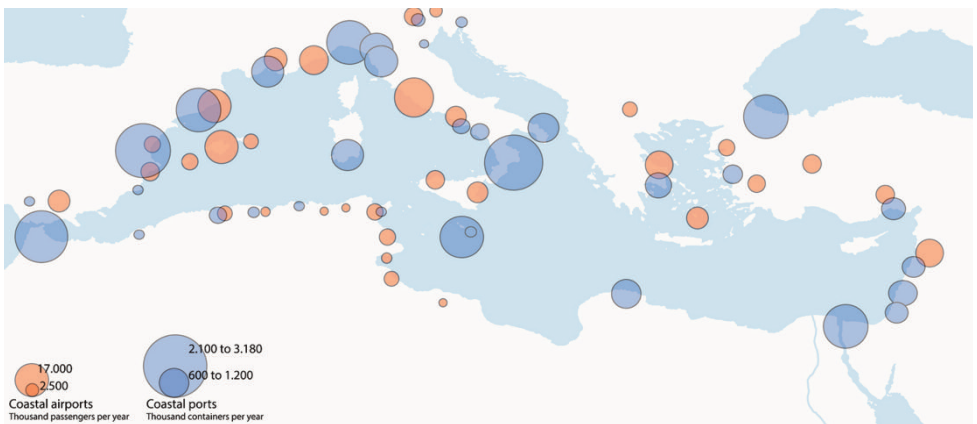 17.000
2.500
Coastal airports
Thousand passengers per year
2.100 to 3.180
600 to 1.200
Coastal ports
Thousand containers per year